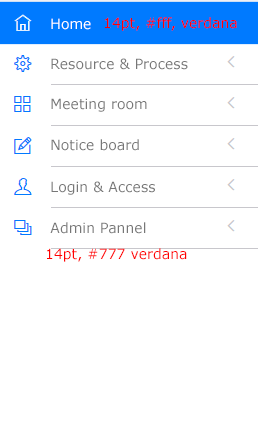 Home 14pt, #fff, verdana
Resource & Process
Meeting room
Notice board
Login & Access
Admin Pannel
14pt, #777 verdana